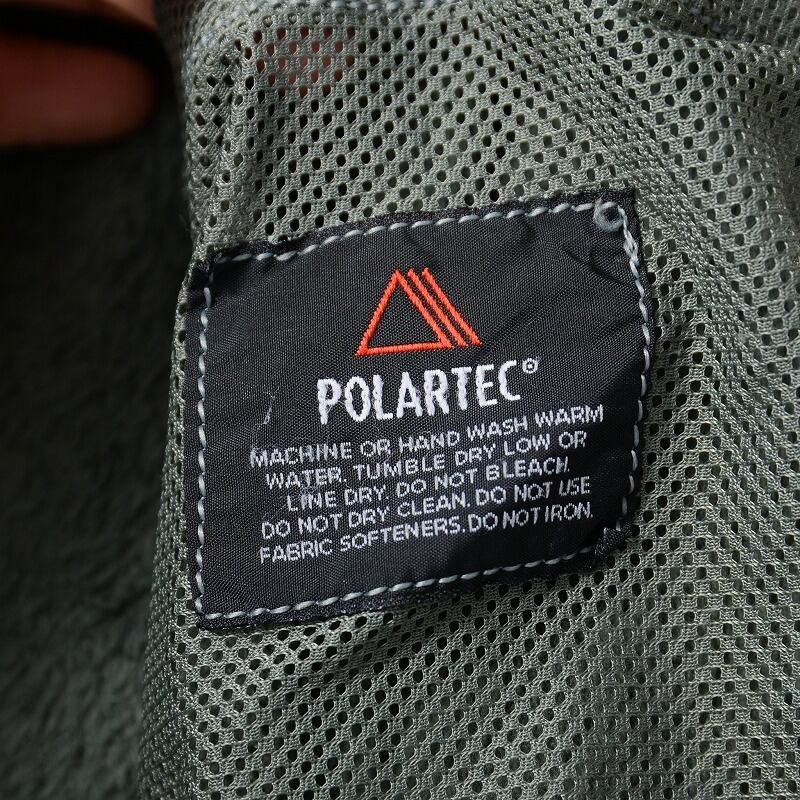 POLARTEC®
MACHINE OR HAND WASH WARM
WATER. TUMBLE DRY LOW OR
LINE DRY. DO NOT BLEACH.
DO NOT DRY CLEAN. DO NOT USE
FABRIC SOFTENERS. DO NOT IRON.